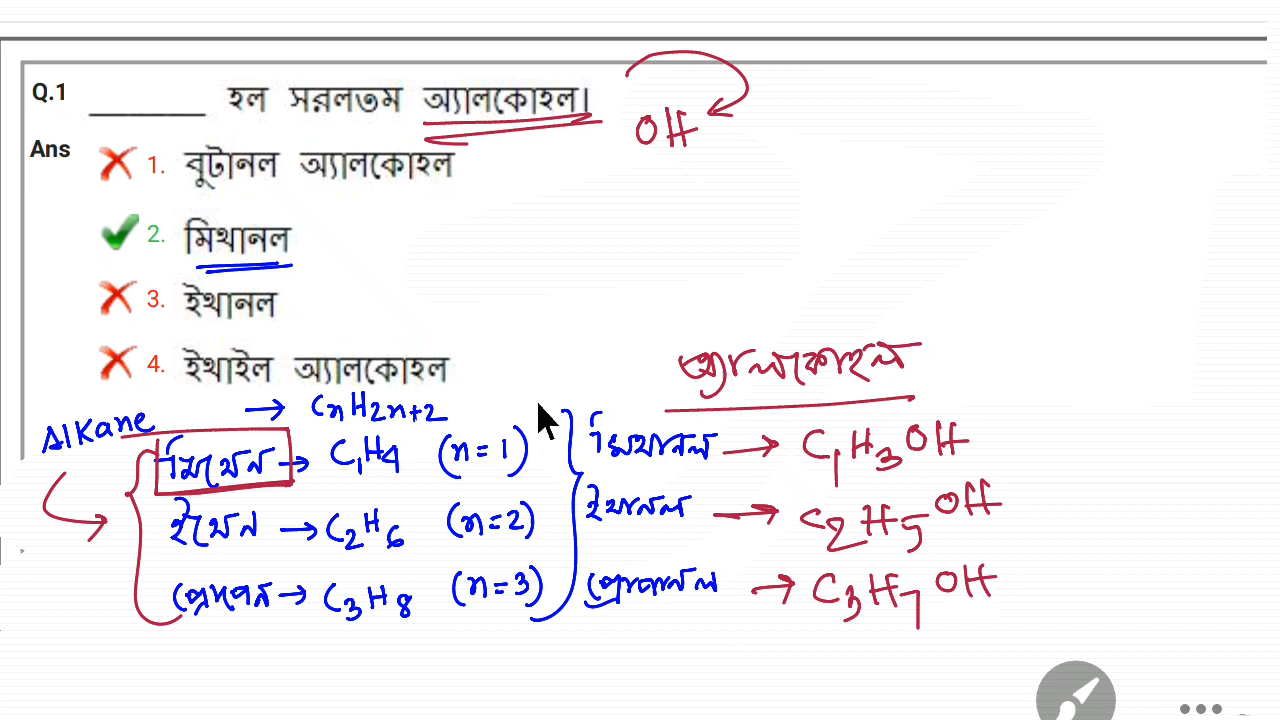 Q.1 ________ হল সরলতম অ্যালকোহল।
OH
Ans
1. বুটানল অ্যালকোহল
2. মিথানল
3. ইথানল
4. ইথাইল অ্যালকোহল
অ্যালকোহল
Alkane → CnH2n+2
মিথেন → C1H4 (n=1) মিথানল → C1H3OH
ইথেন → C2H6 (n=2) ইথানল → C2H5OH
প্রোপেন → C3H8 (n=3) প্রোপানল → C3H7OH